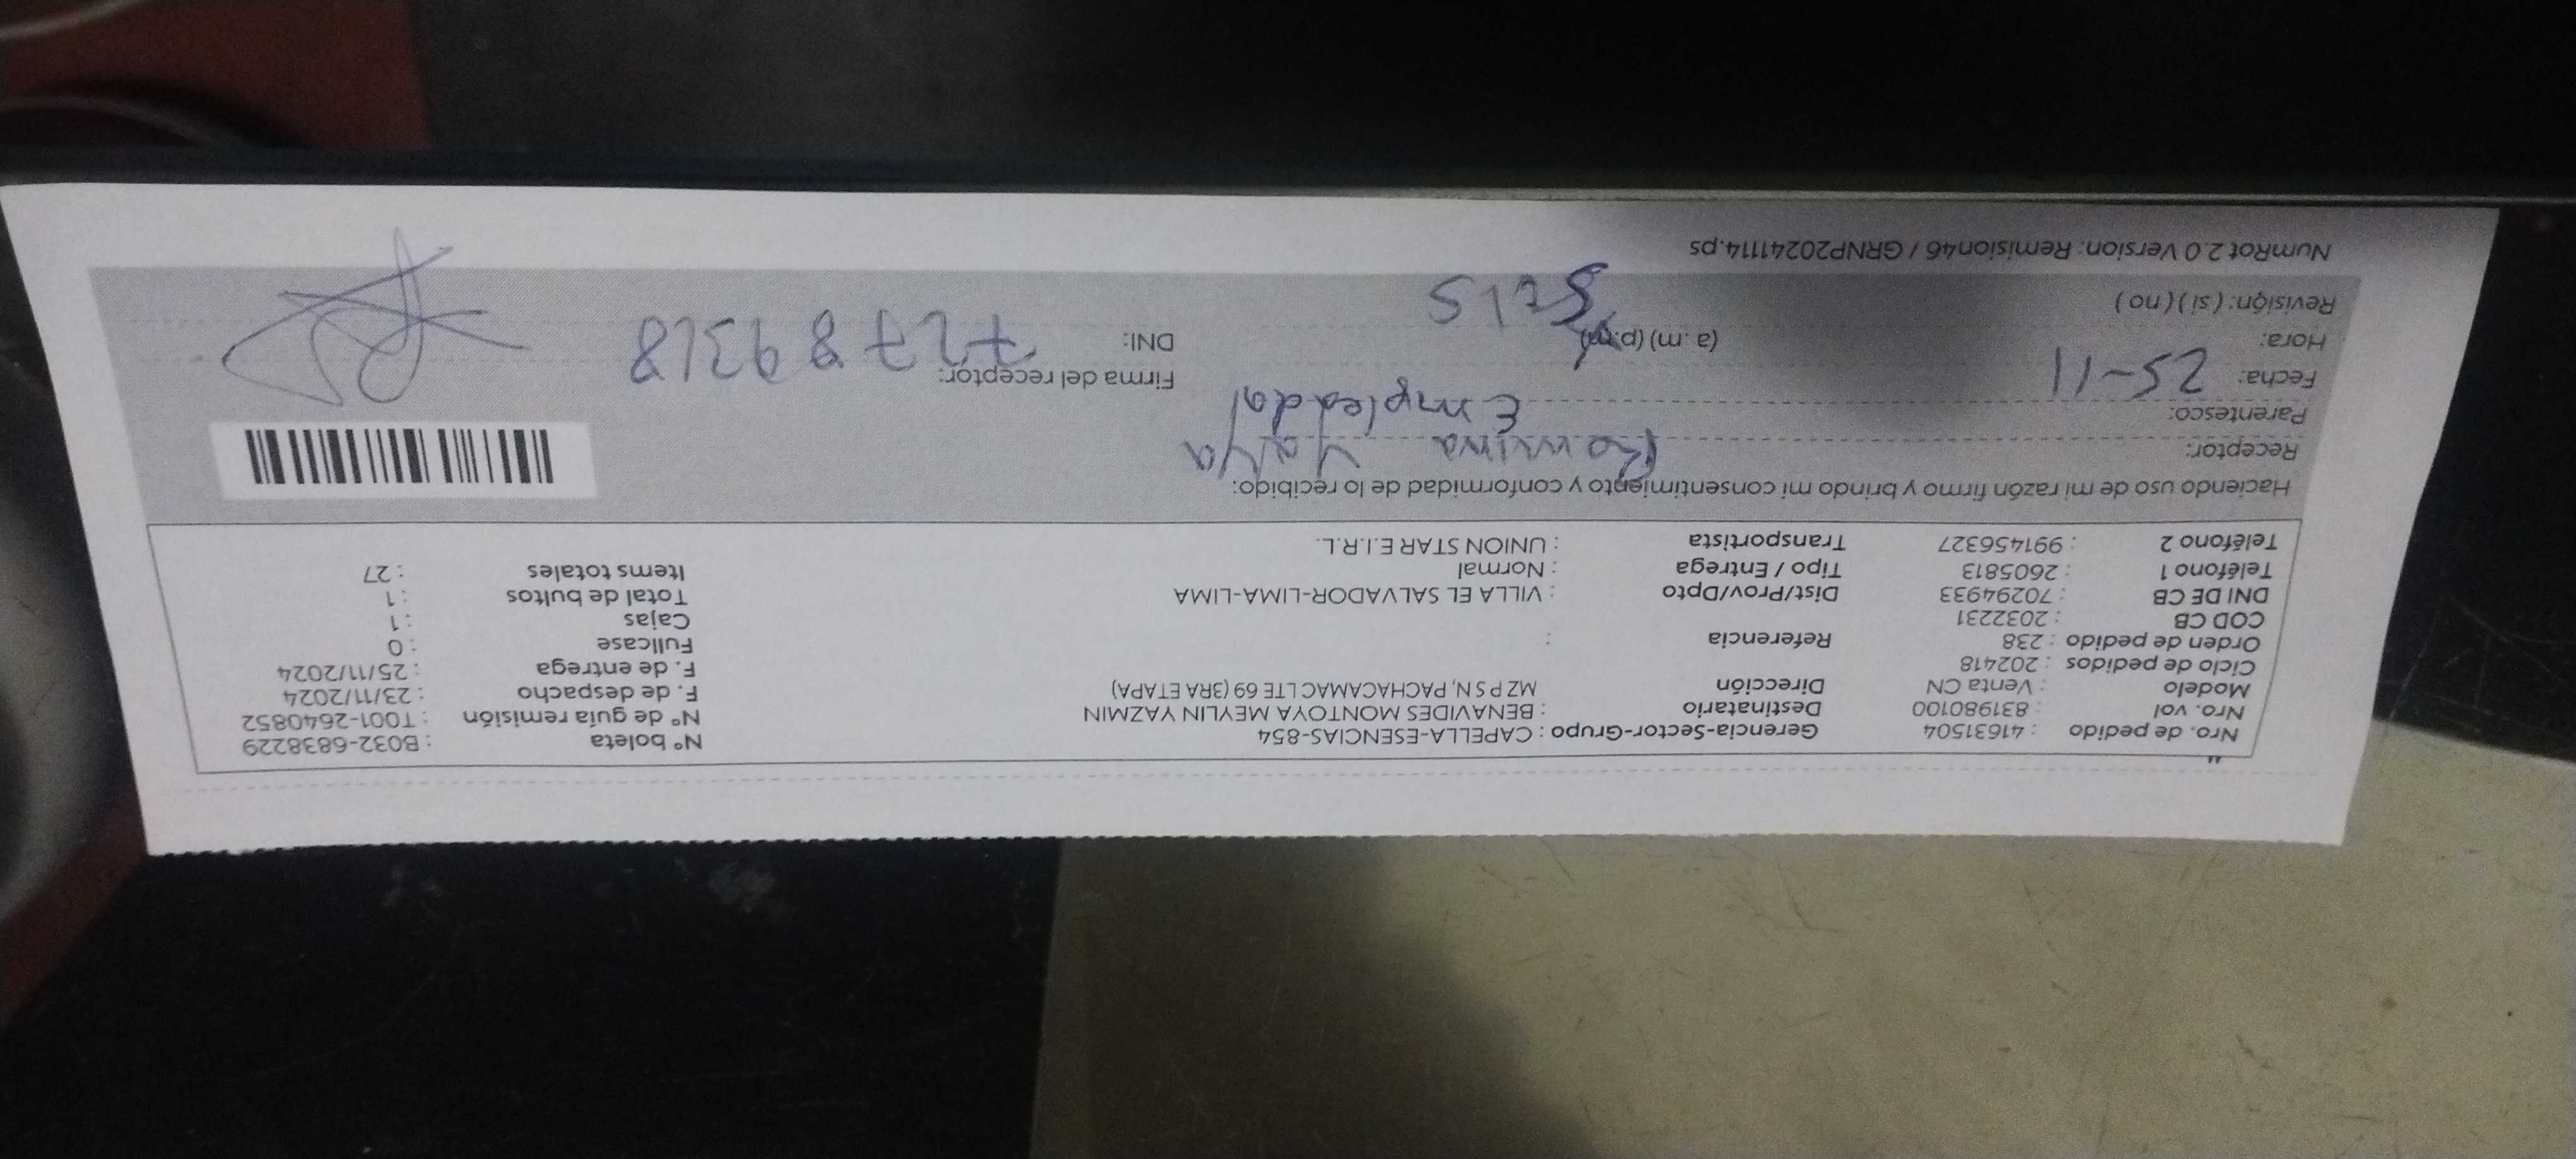 Nro. de pedido : 41631504 Gerencia-Sector-Grupo : CAPELLA-ESENCIAS-854 N° boleta : B032-6838229
Nro. vol : 831980100 Destinatario : BENAVIDES MONTOYA MEYLIN YAZMIN N° de guia remisión : T001-2640852
Modelo : Venta CN Dirección MZ P S N, PACHACAMAC LTE 69 (3RA ETAPA) F. de despacho : 23/11/2024
Ciclo de pedidos : 202418 F. de entrega : 25/11/2024
Orden de pedido : 238 Referencia : Fullcase : 0
COD CB : 2032231 Cajas : 1
DNI DE CB : 70294933 Dist/Prov/Dpto : VILLA EL SALVADOR-LIMA-LIMA Total de bultos : 1
Teléfono 1 : 2605813 Tipo / Entrega : Normal Items totales : 27
Teléfono 2 : 991456327 Transportista : UNION STAR E.I.R.L.
Haciendo uso de mi razón firmo y brindo mi consentimiento y conformidad de lo recibido:
Receptor: Romina Yaya
Parentesco: Empleada
Fecha: 25-11 Firma del receptor:
Hora: (a.m) (p.m) DNI: 72789318
Revisión: (si) (no)
NumRot 2.0 Version: Remision46 / GRNP20241114.ps